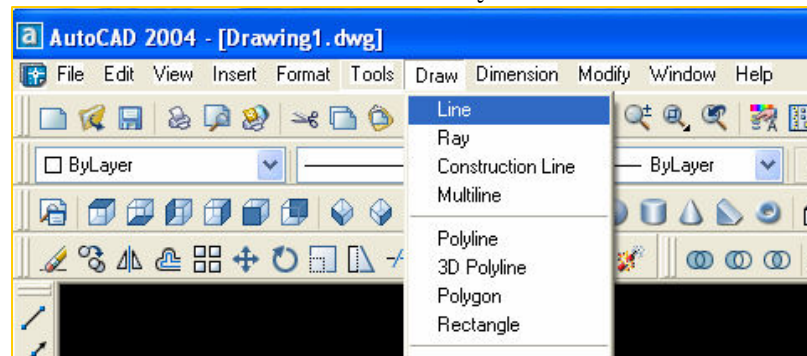 a AutoCAD 2004 - [Drawing1.dwg]
File Edit View Insert Format Tools Draw Dimension Modify Window Help
Line
Ray
ByLayer ByLayer
Construction Line
Multiline
Polyline
3D Polyline
Polygon
Rectangle